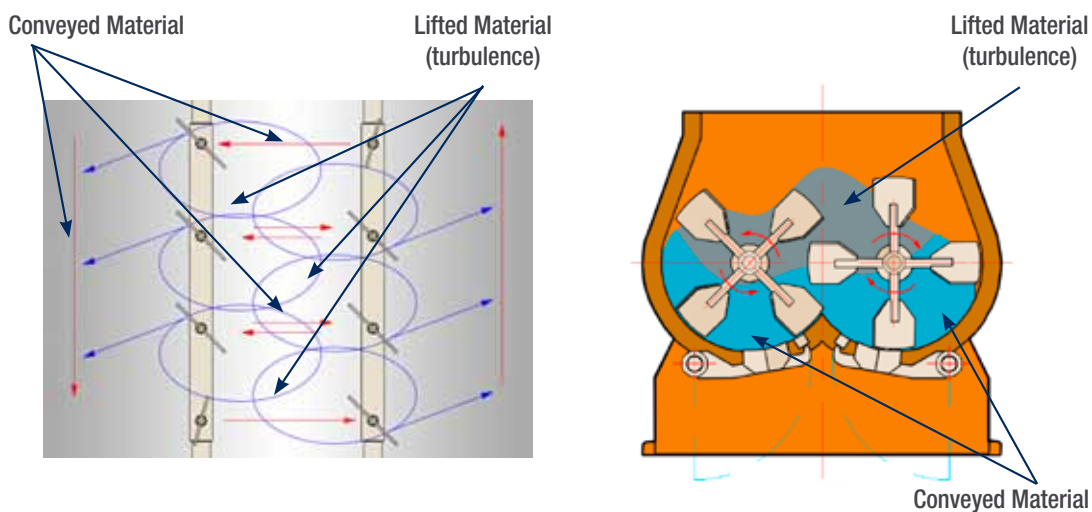 Conveyed Material
Lifted Material
(turbulence)
Lifted Material
(turbulence)
Conveyed Material